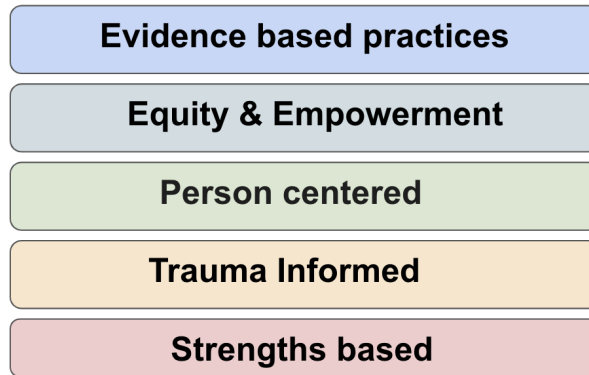 Evidence based practices
Equity & Empowerment
Person centered
Trauma Informed
Strengths based